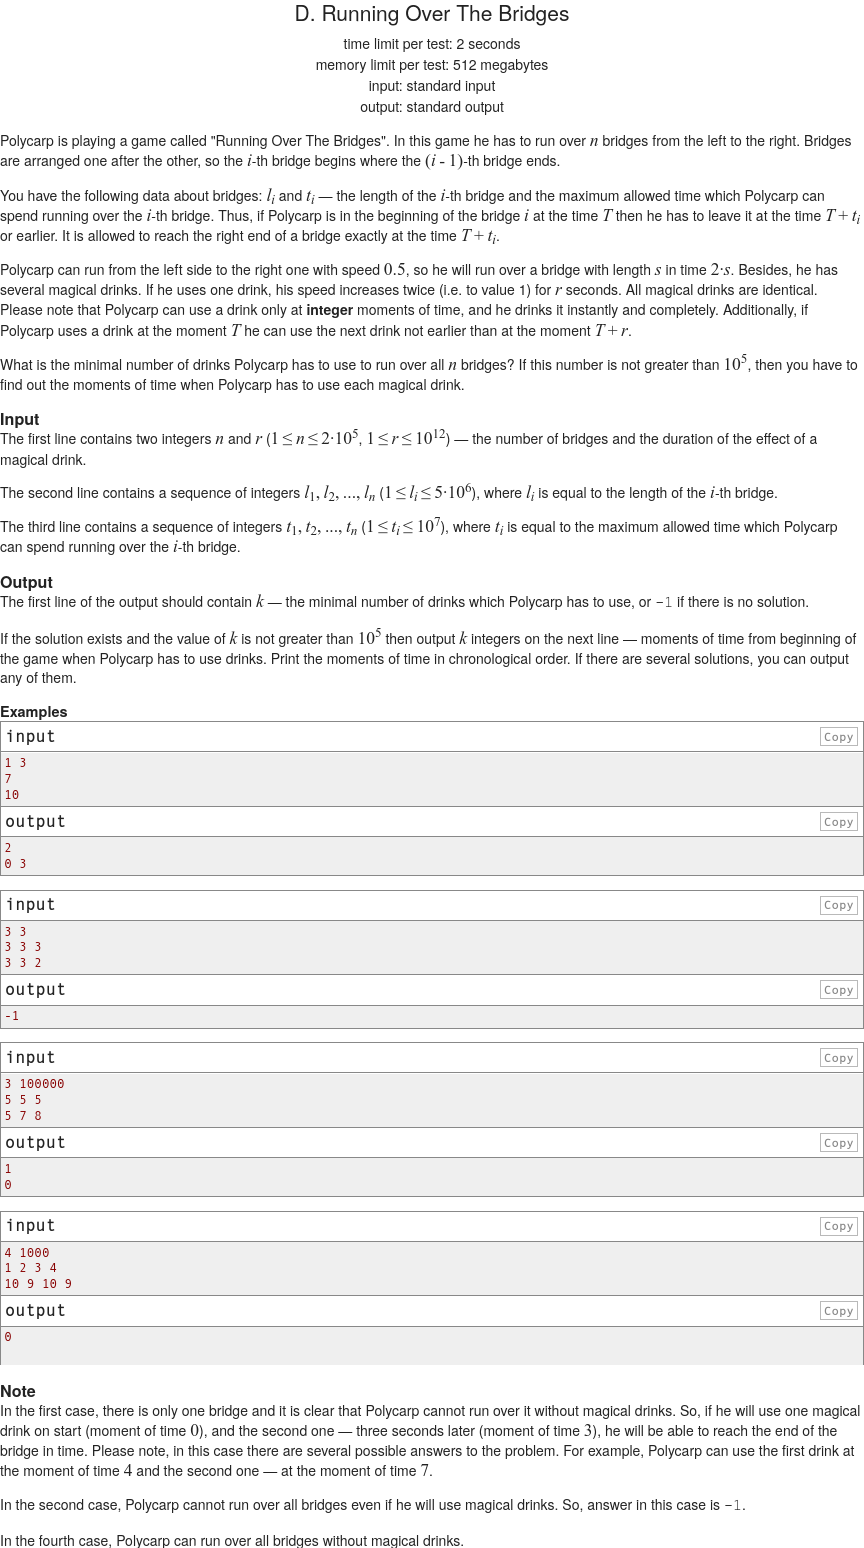 D. Running Over The Bridges
time limit per test: 2 seconds
memory limit per test: 512 megabytes
input: standard input
output: standard output
Polycarp is playing a game called "Running Over The Bridges". In this game he has to run over n bridges from the left to the right. Bridges
are arranged one after the other, so the i-th bridge begins where the (i - 1)-th bridge ends.
You have the following data about bridges: l_i and t_i — the length of the i-th bridge and the maximum allowed time which Polycarp can
spend running over the i-th bridge. Thus, if Polycarp is in the beginning of the bridge i at the time T then he has to leave it at the time T + t_i
or earlier. It is allowed to reach the right end of a bridge exactly at the time T + t_i.
Polycarp can run from the left side to the right one with speed 0.5, so he will run over a bridge with length s in time 2·s. Besides, he has
several magical drinks. If he uses one drink, his speed increases twice (i.e. to value 1) for r seconds. All magical drinks are identical.
Please note that Polycarp can use a drink only at integer moments of time, and he drinks it instantly and completely. Additionally, if
Polycarp uses a drink at the moment T he can use the next drink not earlier than at the moment T + r.
What is the minimal number of drinks Polycarp has to use to run over all n bridges? If this number is not greater than 10^5, then you have to
find out the moments of time when Polycarp has to use each magical drink.
Input
The first line contains two integers n and r (1 ≤ n ≤ 2·10^5, 1 ≤ r ≤ 10^12) — the number of bridges and the duration of the effect of a
magical drink.
The second line contains a sequence of integers l_1, l_2, ..., l_n (1 ≤ l_i ≤ 5·10^6), where l_i is equal to the length of the i-th bridge.
The third line contains a sequence of integers t_1, t_2, ..., t_n (1 ≤ t_i ≤ 10^7), where t_i is equal to the maximum allowed time which Polycarp
can spend running over the i-th bridge.
Output
The first line of the output should contain k — the minimal number of drinks which Polycarp has to use, or -1 if there is no solution.
If the solution exists and the value of k is not greater than 10^5 then output k integers on the next line — moments of time from beginning of
the game when Polycarp has to use drinks. Print the moments of time in chronological order. If there are several solutions, you can output
any of them.
Examples
input Copy
1 3
7
10
output Copy
2
0 3
input Copy
3 3
3 3 3
3 3 2
output Copy
-1
input Copy
3 100000
5 5 5
5 7 8
output Copy
1
0
input Copy
4 1000
1 2 3 4
10 9 10 9
output Copy
0
Note
In the first case, there is only one bridge and it is clear that Polycarp cannot run over it without magical drinks. So, if he will use one magical
drink on start (moment of time 0), and the second one — three seconds later (moment of time 3), he will be able to reach the end of the
bridge in time. Please note, in this case there are several possible answers to the problem. For example, Polycarp can use the first drink at
the moment of time 4 and the second one — at the moment of time 7.
In the second case, Polycarp cannot run over all bridges even if he will use magical drinks. So, answer in this case is -1.
In the fourth case, Polycarp can run over all bridges without magical drinks.